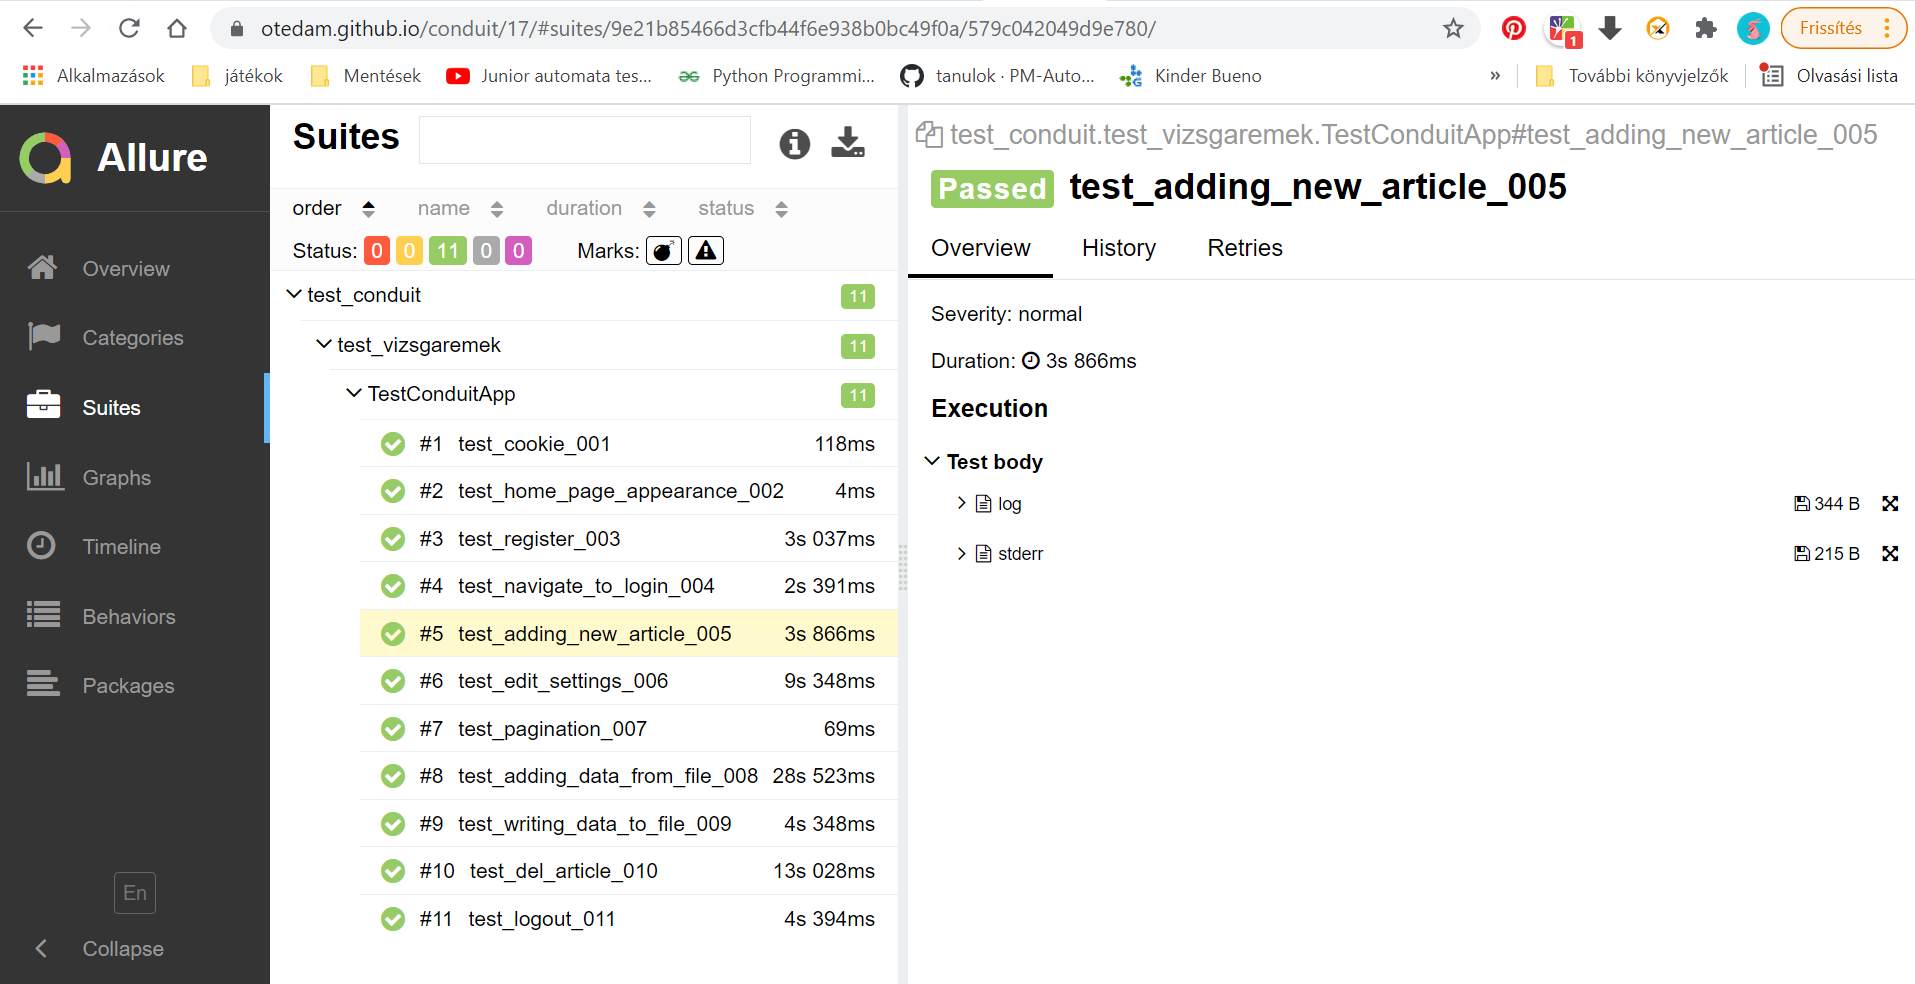 otedam.github.io/conduit/17/#suites/9e21b85466d3cfb44f6e938b0bc49f0a/579c042049d9e780/
1
Frissítés
Alkalmazások
játékok
Mentések
Junior automata tes...
Python Programmi...
tanulok · PM-Auto...
Kinder Bueno
»
További könyvjelzők
Olvasási lista
Allure
Overview
Categories
Suites
Graphs
Timeline
Behaviors
Packages
En
Collapse
Suites
order name duration status
Status: 0 0 11 0 0 Marks:
test_conduit 11
test_vizsgaremek 11
TestConduitApp 11
#1 test_cookie_001 118ms
#2 test_home_page_appearance_002 4ms
#3 test_register_003 3s 037ms
#4 test_navigate_to_login_004 2s 391ms
#5 test_adding_new_article_005 3s 866ms
#6 test_edit_settings_006 9s 348ms
#7 test_pagination_007 69ms
#8 test_adding_data_from_file_008 28s 523ms
#9 test_writing_data_to_file_009 4s 348ms
#10 test_del_article_010 13s 028ms
#11 test_logout_011 4s 394ms
test_conduit.test_vizsgaremek.TestConduitApp#test_adding_new_article_005
Passed test_adding_new_article_005
Overview History Retries
Severity: normal
Duration: 3s 866ms
Execution
Test body
log 344 B
stderr 215 B